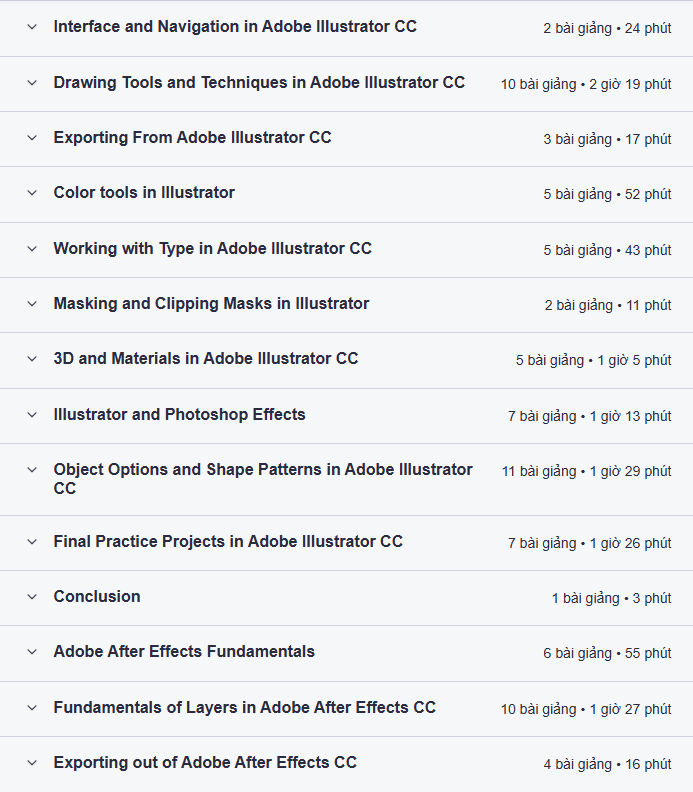 Interface and Navigation in Adobe Illustrator CC 2 bài giảng • 24 phút
Drawing Tools and Techniques in Adobe Illustrator CC 10 bài giảng • 2 giờ 19 phút
Exporting From Adobe Illustrator CC 3 bài giảng • 17 phút
Color tools in Illustrator 5 bài giảng • 52 phút
Working with Type in Adobe Illustrator CC 5 bài giảng • 43 phút
Masking and Clipping Masks in Illustrator 2 bài giảng • 11 phút
3D and Materials in Adobe Illustrator CC 5 bài giảng • 1 giờ 5 phút
Illustrator and Photoshop Effects 7 bài giảng • 1 giờ 13 phút
Object Options and Shape Patterns in Adobe Illustrator 11 bài giảng • 1 giờ 29 phút
CC
Final Practice Projects in Adobe Illustrator CC 7 bài giảng • 1 giờ 26 phút
Conclusion 1 bài giảng • 3 phút
Adobe After Effects Fundamentals 6 bài giảng • 55 phút
Fundamentals of Layers in Adobe After Effects CC 10 bài giảng • 1 giờ 27 phút
Exporting out of Adobe After Effects CC 4 bài giảng • 16 phút